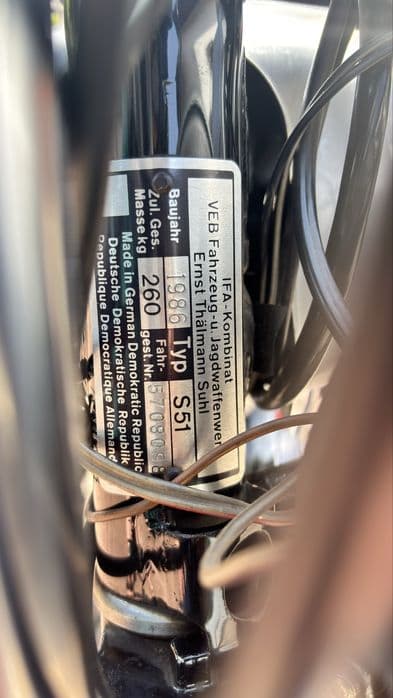 IFA-Kombinat
VEB Fahrzeug-u. Jagdwaffenwer
Ernst Thälmann Suhl
Baujahr 1986 Typ S51
Zul. Ges. Masse kg 260 Fahr-gest. Nr.
Made in German Democratic Republic
Deutsche Demokratische Republik
Republique Democratique Allemand